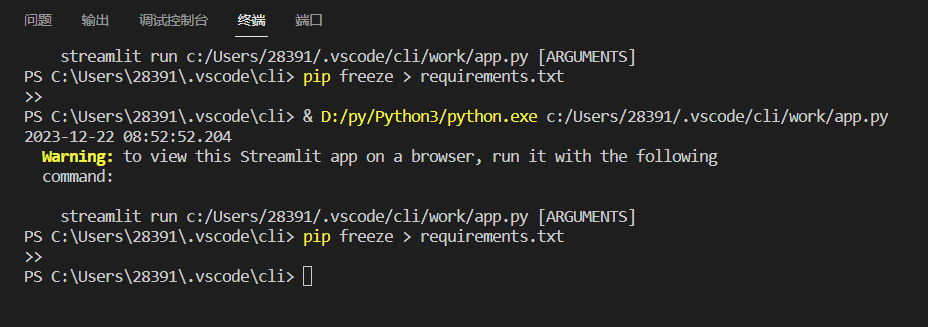 问题 输出 调试控制台 终端 端口
streamlit run c:/Users/28391/.vscode/cli/work/app.py [ARGUMENTS]
PS C:\Users\28391\.vscode\cli> pip freeze > requirements.txt
>>
PS C:\Users\28391\.vscode\cli> & D:/py/Python3/python.exe c:/Users/28391/.vscode/cli/work/app.py
2023-12-22 08:52:52.204
Warning: to view this Streamlit app on a browser, run it with the following
command:
streamlit run c:/Users/28391/.vscode/cli/work/app.py [ARGUMENTS]
PS C:\Users\28391\.vscode\cli> pip freeze > requirements.txt
>>
PS C:\Users\28391\.vscode\cli>